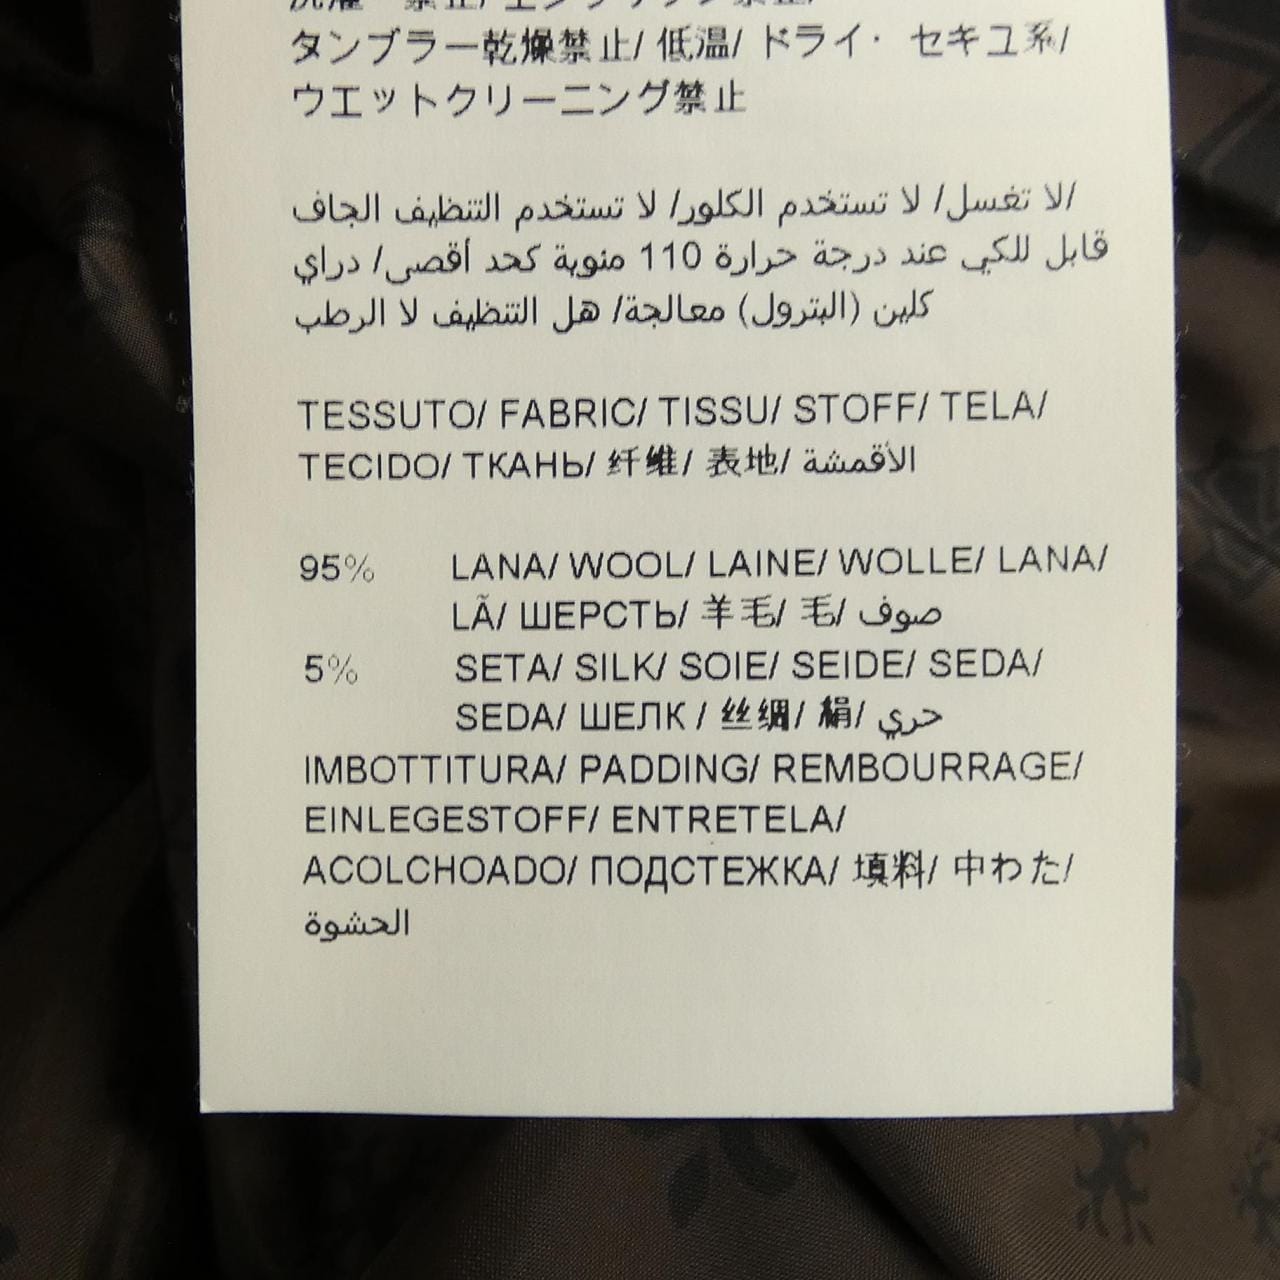 タンブラー乾燥禁止/ 低温/ ドライ· セキユ系/
ウエットクリーニング禁止
/لا تغسل/ لا تستخدم الكلور/ لا تستخدم التنظيف الجاف
قابل للكي عند درجة حرارة 110 مئوية كحد أقصى/ دراي
كلين (البترول) معالجة/ هل التنظيف لا الرطب
TESSUTO/ FABRIC/ TISSU/ STOFF/ TELA/
TECIDO/ ТКАНЬ/ 纤维/ 表地/ الأقمشة
95% LANA/ WOOL/ LAINE/ WOLLE/ LANA/
LÃ/ ШЕРСТЬ/ 羊毛/ 毛/ صوف
5% SETA/ SILK/ SOIE/ SEIDE/ SEDA/
SEDA/ ШЕЛК / 丝绸/ 絹/ حري
IMBOTTITURA/ PADDING/ REMBOURRAGE/
EINLEGESTOFF/ ENTRETELA/
ACOLCHOADO/ ПОДСТЕЖКА/ 填料/ 中わた/
الحشوة